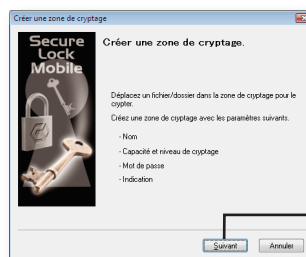 Créer une zone de cryptage
Secure
Lock
Mobile
Créer une zone de cryptage.
Déplacez un fichier/dossier dans la zone de cryptage pour le
crypter.
Créez une zone de cryptage avec les paramètres suivants.
- Nom
- Capacité et niveau de cryptage
- Mot de passe
- Indication
Suivant
Annuler